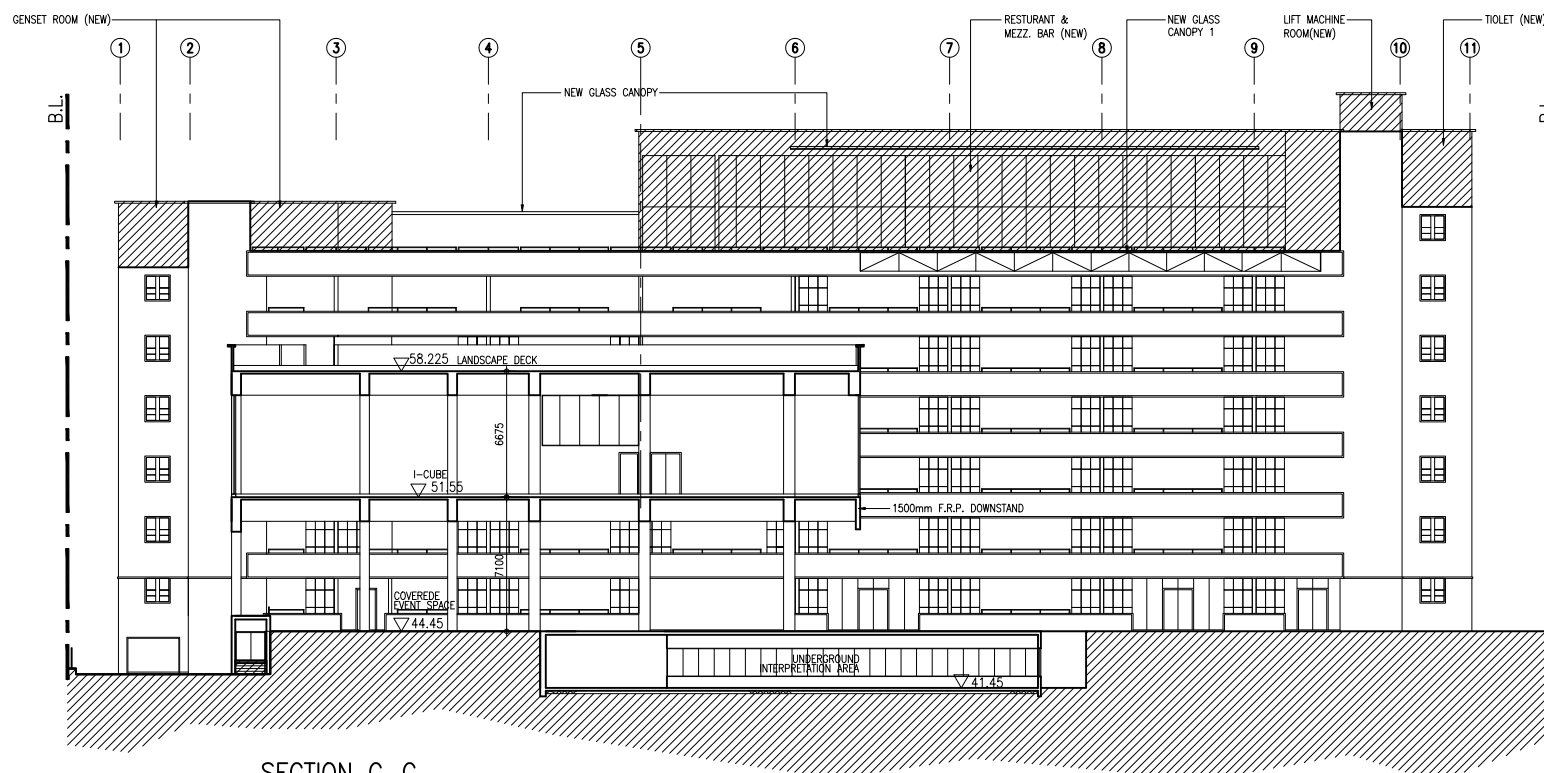 GENSET ROOM (NEW)
RESTURANT &
MEZZ. BAR (NEW)
NEW GLASS
CANOPY 1
LIFT MACHINE
ROOM(NEW)
TIOLET (NEW)
1
2
3
4
5
6
7
8
9
10
11
B.L.
NEW GLASS CANOPY
58.225 LANDSCAPE DECK
6675
I-CUBE
51.55
1500mm F.R.P. DOWNSTAND
7100
COVEREDE
EVENT SPACE
44.45
UNDERGROUND
INTERPRETATION AREA
41.45
SECTION C-C